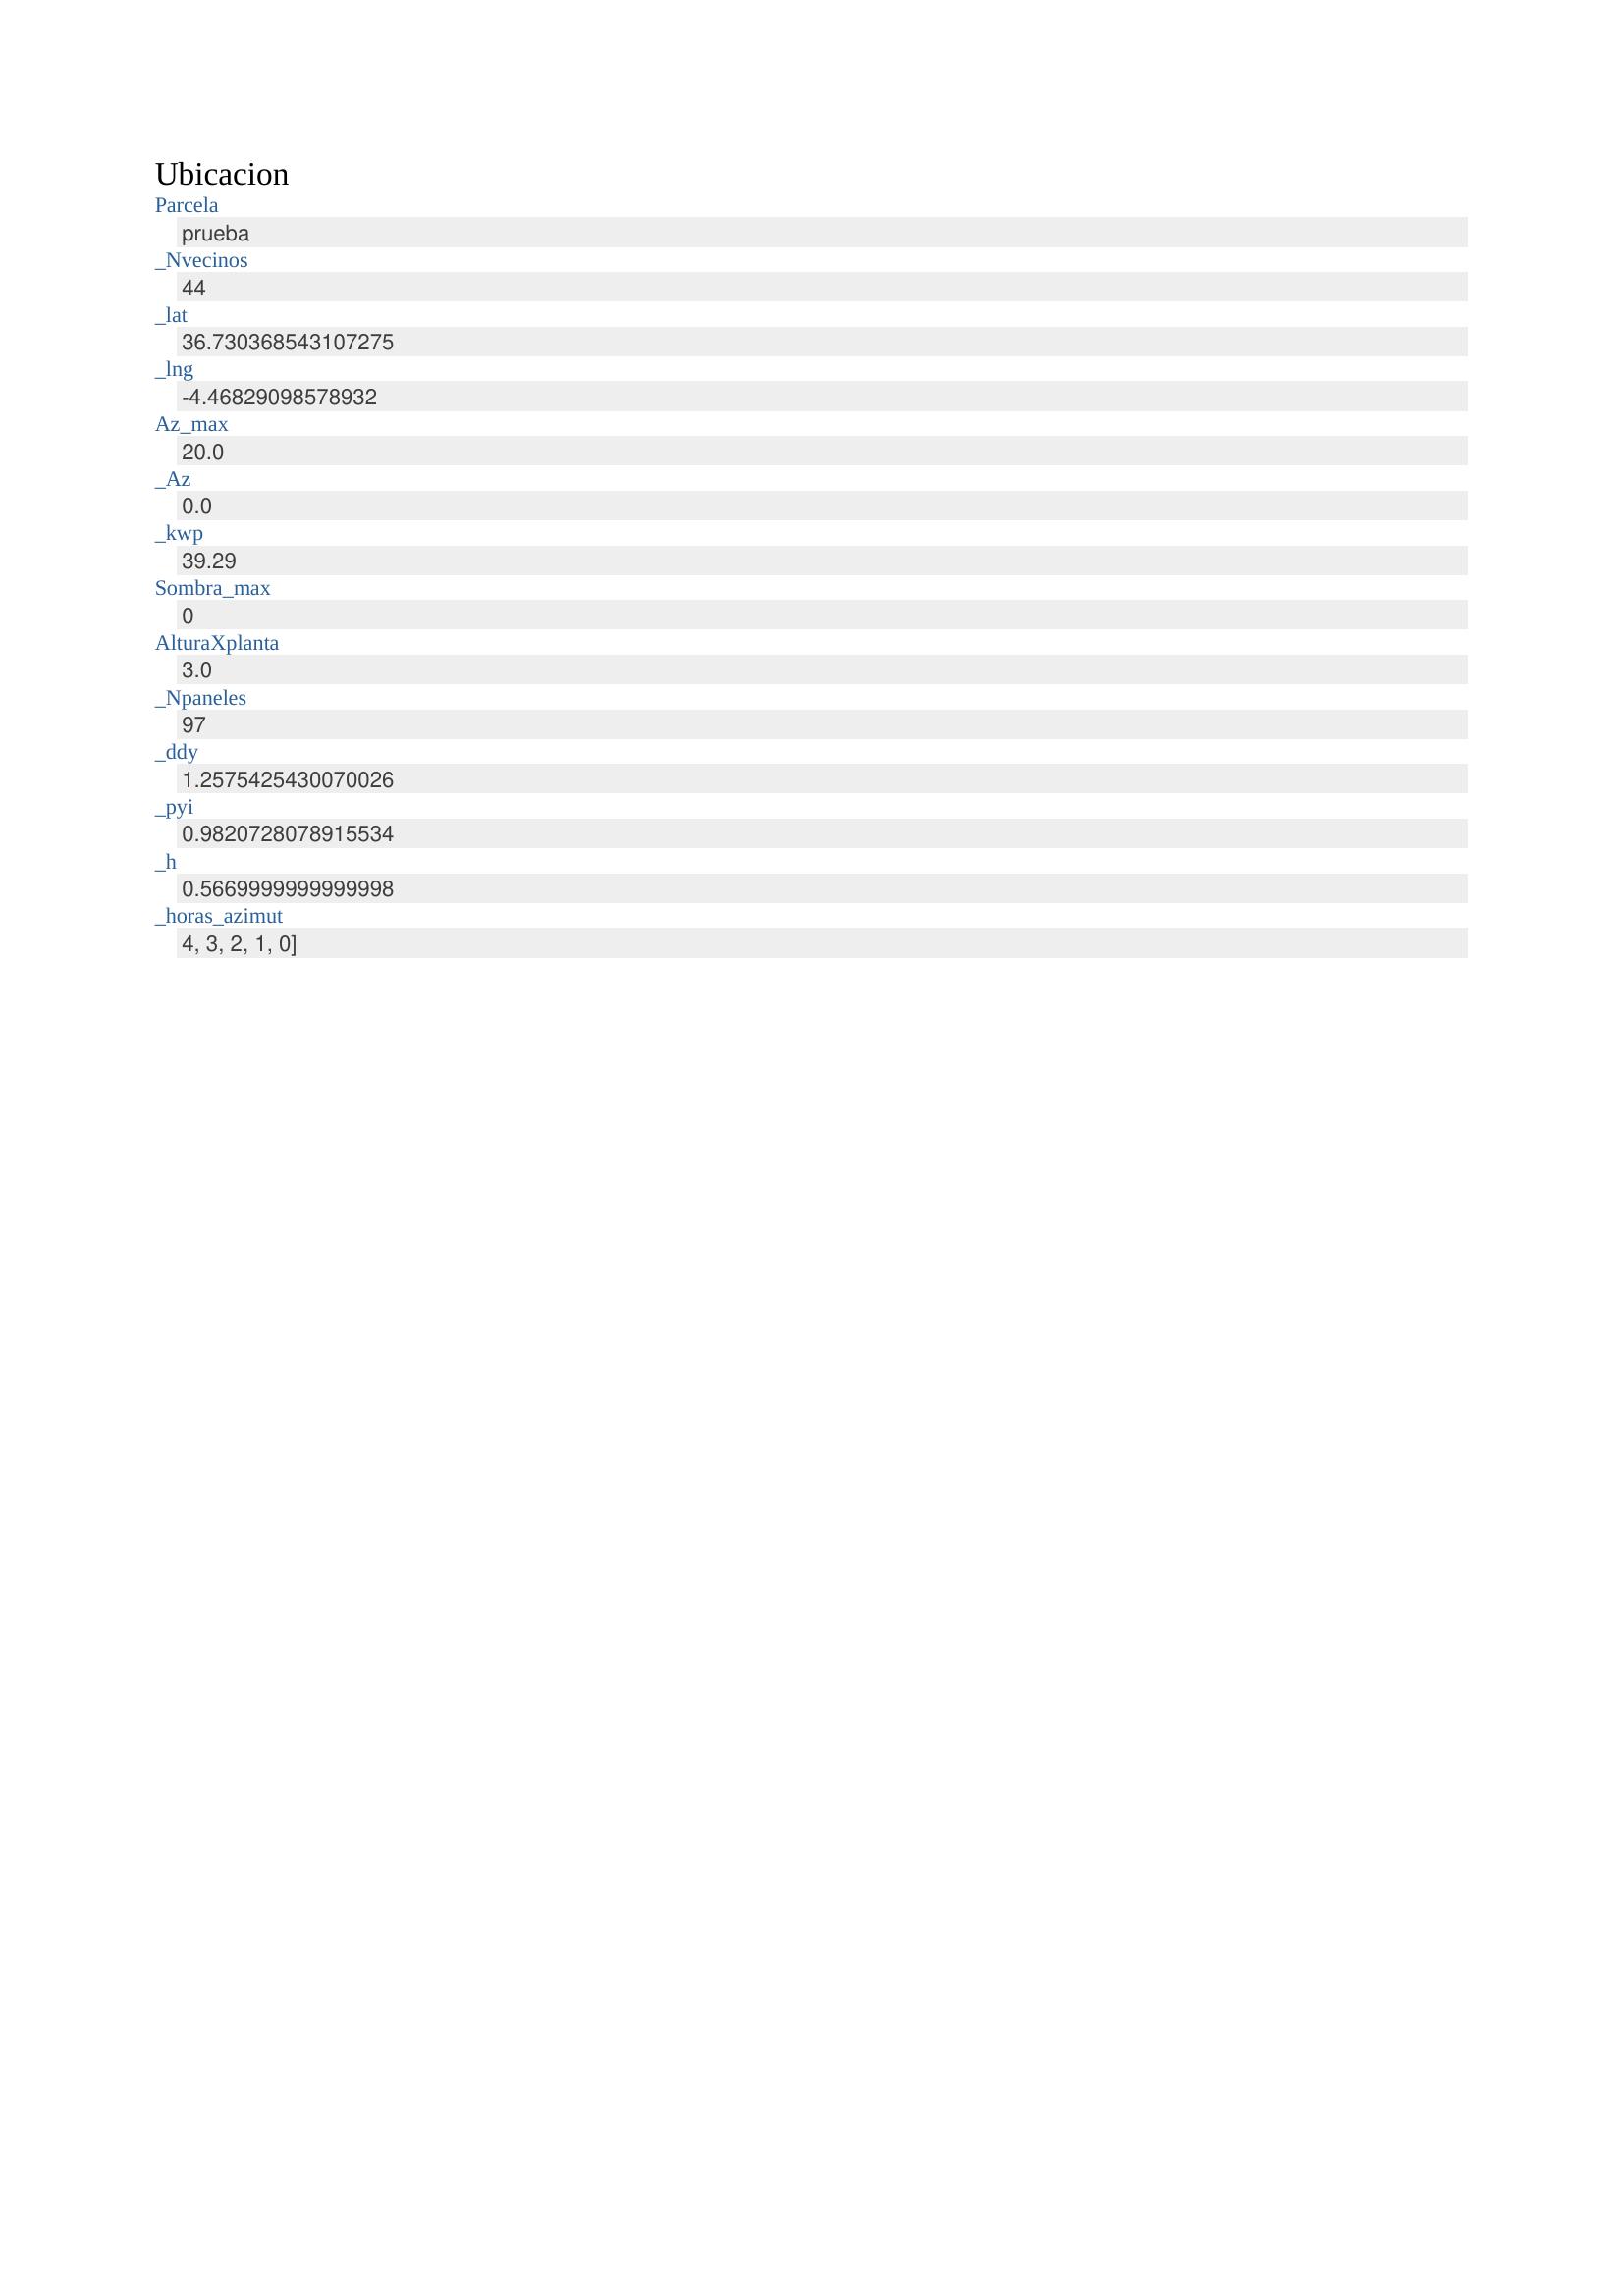 Ubicacion
Parcela
prueba
_Nvecinos
44
_lat
36.730368543107275
_lng
-4.46829098578932
Az_max
20.0
_Az
0.0
_kwp
39.29
Sombra_max
0
AlturaXplanta
3.0
_Npaneles
97
_ddy
1.2575425430070026
_pyi
0.9820728078915534
_h
0.5669999999999998
_horas_azimut
4, 3, 2, 1, 0]